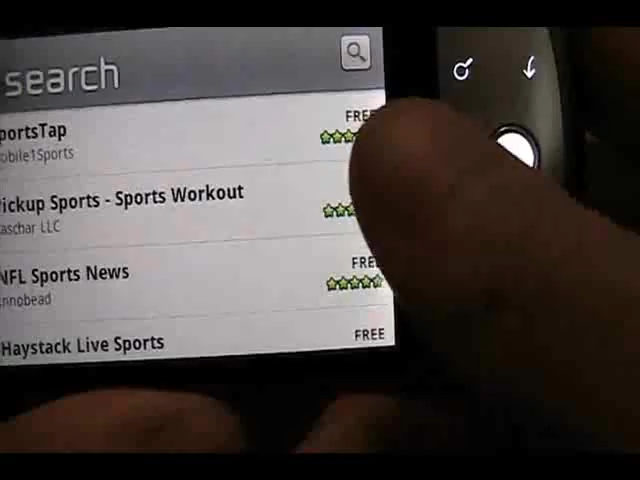 search
portsTap
FREE
obile1Sports
ickup Sports - Sports Workout
aschar LLC
NFL Sports News
FREE
nnobead
Haystack Live Sports
FREE